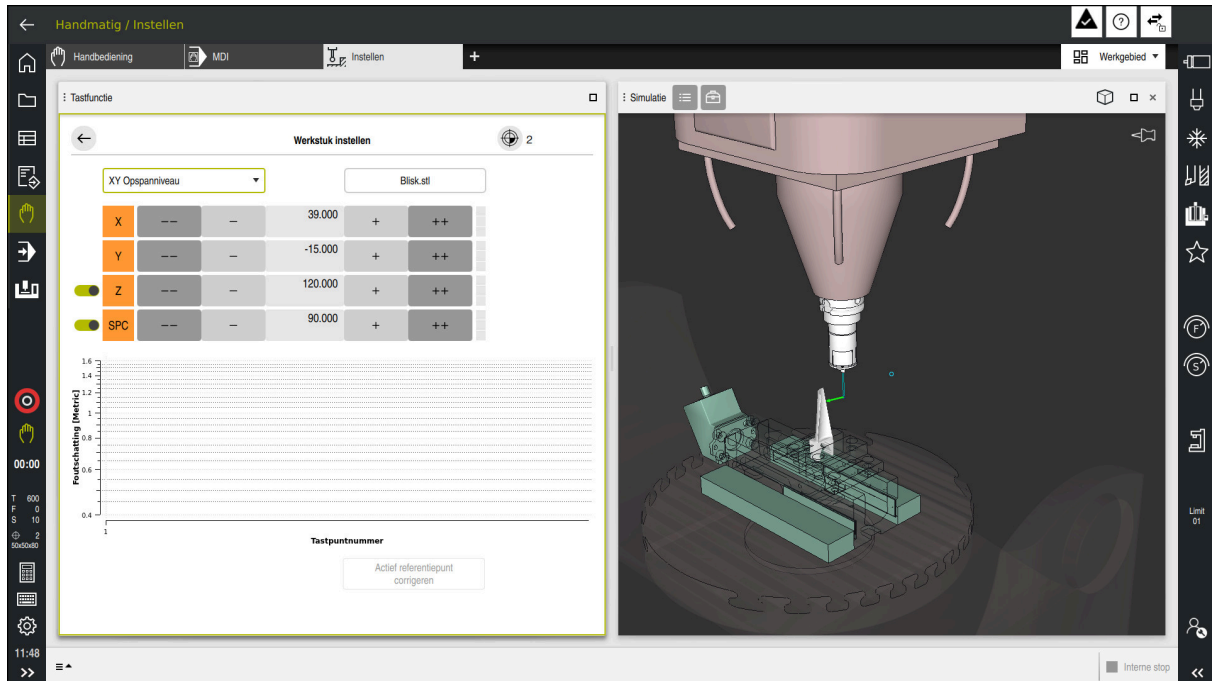 Handmatig / Instellen
Handbediening
MDI
Instellen
+
Werkgebied
Tastfunctie
Werkstuk instellen
2
XY Opspanniveau
Blisk.stl
X -- - 39.000 + ++
Y -- - -15.000 + ++
Z -- - 120.000 + ++
SPC -- - 90.000 + ++
Foutschatting [Metric]
1.6
1.4
1.2
1
0.8
0.6
0.4
1
Tastpuntnummer
Actief referentiepunt
corrigeren
Simulatie
00:00
T 600
F 0
S 10
2
50x50x80
11:48
F
S
Limit
01
Interne stop